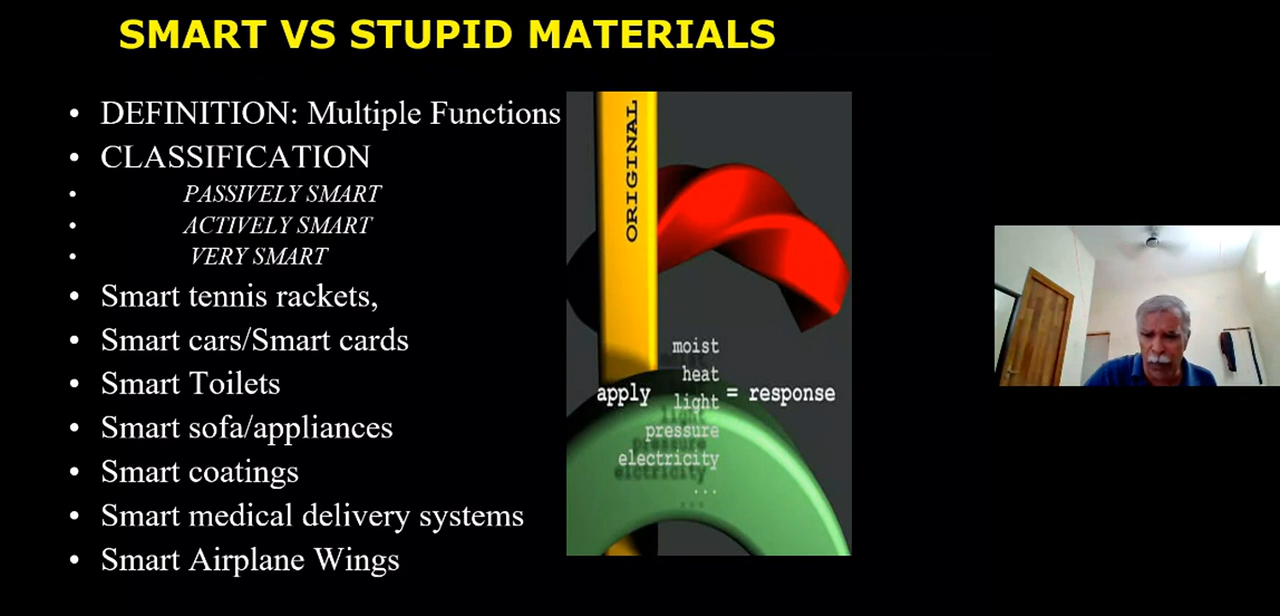 SMART VS STUPID MATERIALS
• DEFINITION: Multiple Functions
• CLASSIFICATION
• PASSIVELY SMART
• ACTIVELY SMART
• VERY SMART
• Smart tennis rackets,
• Smart cars/Smart cards
• Smart Toilets
• Smart sofa/appliances
• Smart coatings
• Smart medical delivery systems
• Smart Airplane Wings
ORIGINAL
moist
heat
apply light = response
pressure
electricity
...